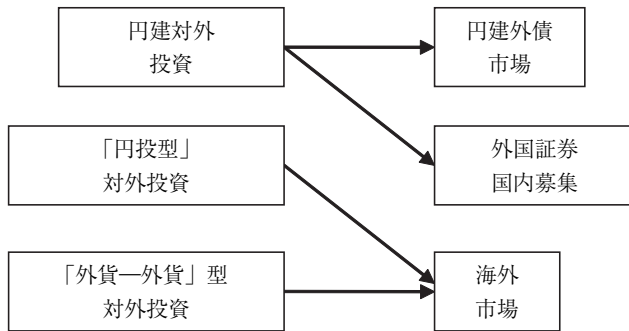 円建対外
投資
円建外債
市場
「円投型」
対外投資
外国証券
国内募集
「外貨―外貨」型
対外投資
海外
市場